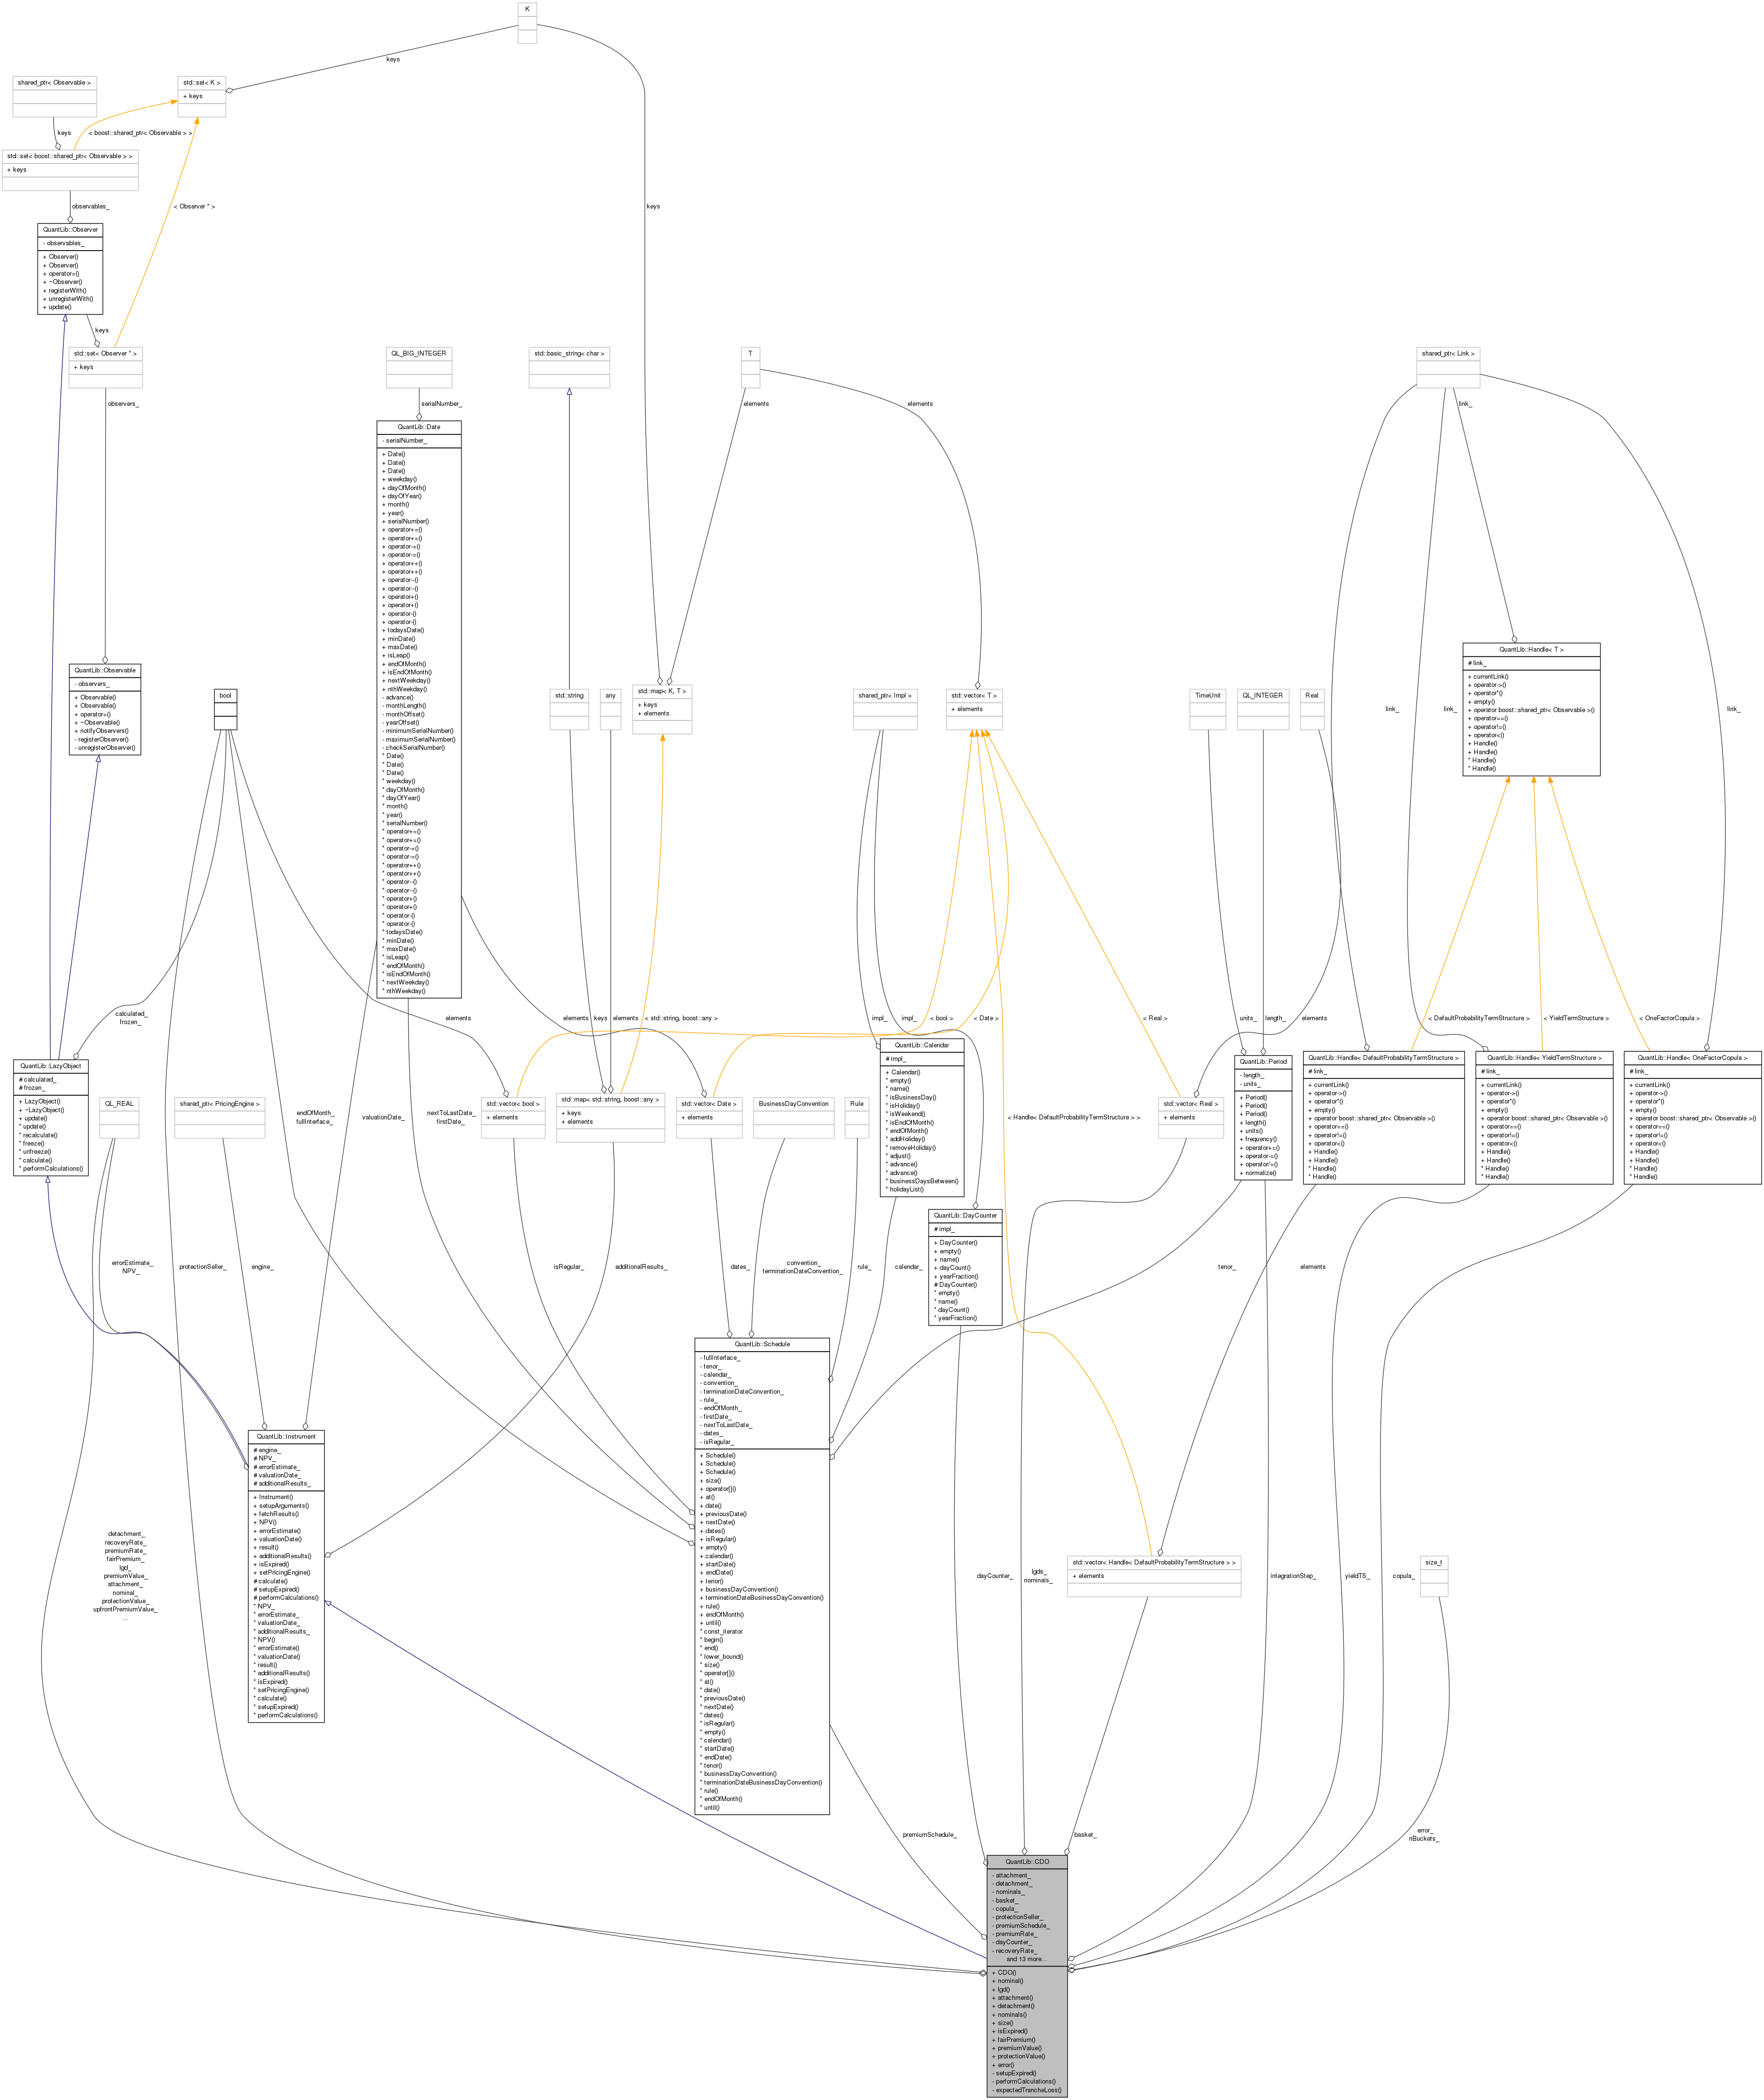 K
keys
shared_ptr< Observable >
std::set< K >
+ keys
keys
< boost::shared_ptr< Observable > >
std::set< boost::shared_ptr< Observable > >
+ keys
observables_
< Observer * >
keys
QuantLib::Observer
- observables_
+ Observer()
+ Observer()
+ operator=()
+ ~Observer()
+ registerWith()
+ unregisterWith()
+ update()
keys
std::set< Observer * >
+ keys
observers_
QL_BIG_INTEGER
serialNumber_
std::basic_string< char >
T
elements
elements
shared_ptr< Link >
link_
QuantLib::Date
- serialNumber_
+ Date()
+ Date()
+ Date()
+ weekday()
+ dayOfMonth()
+ dayOfYear()
+ month()
+ year()
+ serialNumber()
+ operator+=()
+ operator+=()
+ operator-=()
+ operator-=()
+ operator++()
+ operator++()
+ operator--()
+ operator--()
+ operator+()
+ operator+()
+ operator-()
+ operator-()
+ todaysDate()
+ minDate()
+ maxDate()
+ isLeap()
+ endOfMonth()
+ isEndOfMonth()
+ nextWeekday()
+ nthWeekday()
- advance()
- monthLength()
- monthOffset()
- yearOffset()
- minimumSerialNumber()
- maximumSerialNumber()
- checkSerialNumber()
* Date()
* Date()
* Date()
* weekday()
* dayOfMonth()
* dayOfYear()
* month()
* year()
* serialNumber()
* operator+=()
* operator+=()
* operator-=()
* operator-=()
* operator++()
* operator++()
* operator--()
* operator--()
* operator+()
* operator+()
* operator-()
* operator-()
* todaysDate()
* minDate()
* maxDate()
* isLeap()
* endOfMonth()
* isEndOfMonth()
* nextWeekday()
* nthWeekday()
QuantLib::Observable
- observers_
+ Observable()
+ Observable()
+ operator=()
+ ~Observable()
+ notifyObservers()
- registerObserver()
- unregisterObserver()
bool
std::string
any
std::map< K, T >
+ keys
+ elements
shared_ptr< Impl >
std::vector< T >
+ elements
TimeUnit
QL_INTEGER
Real
link_
link_
link_
QuantLib::Handle< T >
# link_
+ currentLink()
+ operator->()
+ operator*()
+ empty()
+ operator boost::shared_ptr< Observable >()
+ operator==()
+ operator!=()
+ operator<()
+ Handle()
+ Handle()
* Handle()
* Handle()
calculated_
frozen_
elements
elements
keys
elements
< std::string, boost::any >
impl_
impl_
< bool >
< Date >
< Real >
units_
length_
elements
< DefaultProbabilityTermStructure >
< YieldTermStructure >
< OneFactorCopula >
QuantLib::LazyObject
# calculated_
# frozen_
+ LazyObject()
+ ~LazyObject()
+ update()
* update()
* recalculate()
* freeze()
* unfreeze()
* calculate()
* performCalculations()
QL_REAL
shared_ptr< PricingEngine >
endOfMonth_
fullInterface_
valuationDate_
nextToLastDate_
firstDate_
std::vector< bool >
+ elements
std::map< std::string, boost::any >
+ keys
+ elements
std::vector< Date >
+ elements
BusinessDayConvention
Rule
QuantLib::Calendar
# impl_
+ Calendar()
* empty()
* name()
* isBusinessDay()
* isHoliday()
* isWeekend()
* isEndOfMonth()
* endOfMonth()
* addHoliday()
* removeHoliday()
* adjust()
* advance()
* advance()
* businessDaysBetween()
* holidayList()
< Handle< DefaultProbabilityTermStructure > >
std::vector< Real >
+ elements
QuantLib::Period
- length_
- units_
+ Period()
+ Period()
+ Period()
+ length()
+ units()
+ frequency()
+ operator+=()
+ operator-=()
+ operator/=()
+ normalize()
QuantLib::Handle< DefaultProbabilityTermStructure >
# link_
+ currentLink()
+ operator->()
+ operator*()
+ empty()
+ operator boost::shared_ptr< Observable >()
+ operator==()
+ operator!=()
+ operator<()
+ Handle()
+ Handle()
* Handle()
* Handle()
QuantLib::Handle< YieldTermStructure >
# link_
+ currentLink()
+ operator->()
+ operator*()
+ empty()
+ operator boost::shared_ptr< Observable >()
+ operator==()
+ operator!=()
+ operator<()
+ Handle()
+ Handle()
* Handle()
* Handle()
QuantLib::Handle< OneFactorCopula >
# link_
+ currentLink()
+ operator->()
+ operator*()
+ empty()
+ operator boost::shared_ptr< Observable >()
+ operator==()
+ operator!=()
+ operator<()
+ Handle()
+ Handle()
* Handle()
* Handle()
QuantLib::DayCounter
# impl_
+ DayCounter()
+ empty()
+ name()
+ dayCount()
+ yearFraction()
# DayCounter()
* empty()
* name()
* dayCount()
* yearFraction()
errorEstimate_
NPV_
protectionSeller_
engine_
isRegular_
additionalResults_
dates_
convention_
terminationDateConvention_
rule_
calendar_
tenor_
elements
QuantLib::Instrument
# engine_
# NPV_
# errorEstimate_
# valuationDate_
# additionalResults_
+ Instrument()
+ setupArguments()
+ fetchResults()
+ NPV()
+ errorEstimate()
+ valuationDate()
+ result()
+ additionalResults()
+ isExpired()
+ setPricingEngine()
# calculate()
# setupExpired()
# performCalculations()
* NPV_
* errorEstimate_
* valuationDate_
* additionalResults_
* NPV()
* errorEstimate()
* valuationDate()
* result()
* additionalResults()
* isExpired()
* setPricingEngine()
* calculate()
* setupExpired()
* performCalculations()
QuantLib::Schedule
- fullInterface_
- tenor_
- calendar_
- convention_
- terminationDateConvention_
- rule_
- endOfMonth_
- firstDate_
- nextToLastDate_
- dates_
- isRegular_
+ Schedule()
+ Schedule()
+ Schedule()
+ size()
+ operator[]()
+ at()
+ date()
+ previousDate()
+ nextDate()
+ dates()
+ isRegular()
+ empty()
+ calendar()
+ startDate()
+ endDate()
+ tenor()
+ businessDayConvention()
+ terminationDateBusinessDayConvention()
+ rule()
+ endOfMonth()
+ until()
* const_iterator
* begin()
* end()
* lower_bound()
* size()
* operator[]()
* at()
* date()
* previousDate()
* nextDate()
* dates()
* isRegular()
* empty()
* calendar()
* startDate()
* endDate()
* tenor()
* businessDayConvention()
* terminationDateBusinessDayConvention()
* rule()
* endOfMonth()
* until()
detachment_
recoveryRate_
premiumRate_
fairPremium_
lgd_
premiumValue_
attachment_
nominal_
protectionValue_
upfrontPremiumValue_
...
dayCounter_
lgds_
nominals_
std::vector< Handle< DefaultProbabilityTermStructure > >
+ elements
integrationStep_
yieldTS_
copula_
size_t
premiumSchedule_
basket_
error_
nBuckets_
QuantLib::CDO
- attachment_
- detachment_
- nominals_
- basket_
- copula_
- protectionSeller_
- premiumSchedule_
- premiumRate_
- dayCounter_
- recoveryRate_
and 13 more...
+ CDO()
+ nominal()
+ lgd()
+ attachment()
+ detachment()
+ nominals()
+ size()
+ isExpired()
+ fairPremium()
+ premiumValue()
+ protectionValue()
+ error()
- setupExpired()
- performCalculations()
- expectedTrancheLoss()